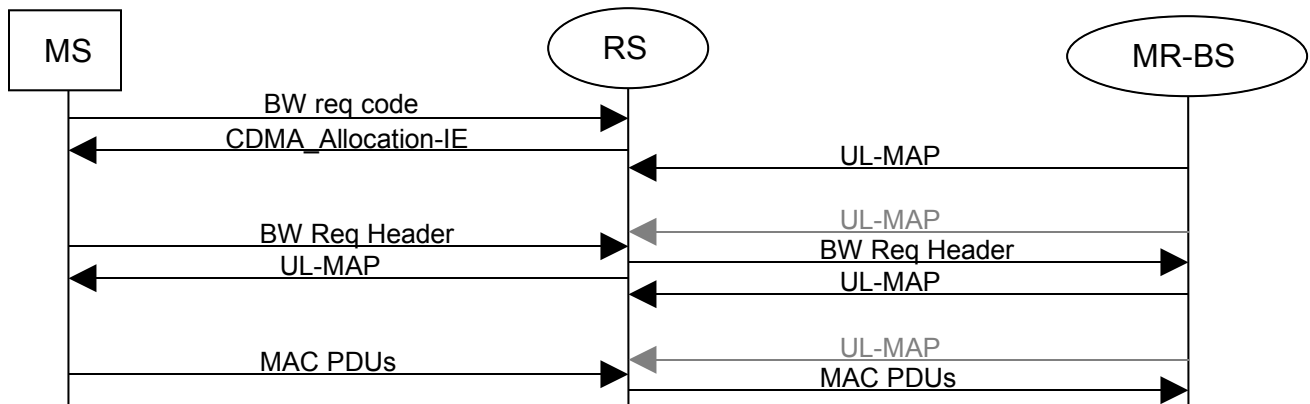 MS
RS
MR-BS
BW req code
CDMA_Allocation-IE
UL-MAP
UL-MAP
BW Req Header
BW Req Header
UL-MAP
UL-MAP
UL-MAP
MAC PDUs
MAC PDUs